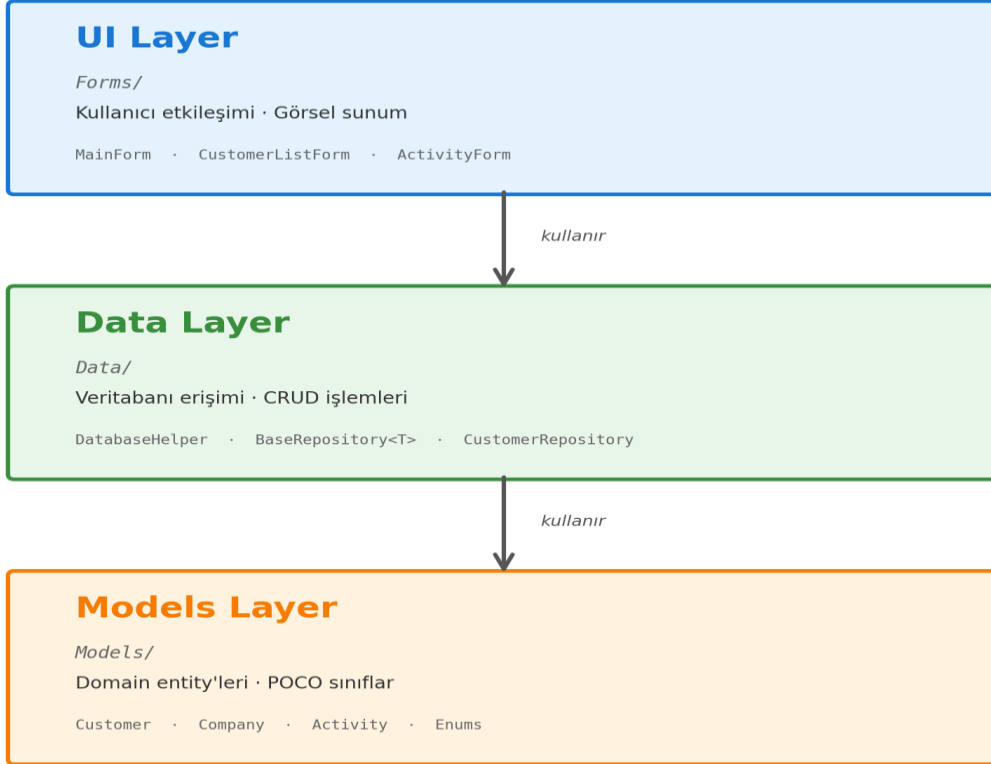 UI Layer
Forms/
Kullanıcı etkileşimi · Görsel sunum
MainForm · CustomerListForm · ActivityForm
kullanır
Data Layer
Data/
Veritabanı erişimi · CRUD işlemleri
DatabaseHelper · BaseRepository<T> · CustomerRepository
kullanır
Models Layer
Models/
Domain entity'leri · POCO sınıflar
Customer · Company · Activity · Enums